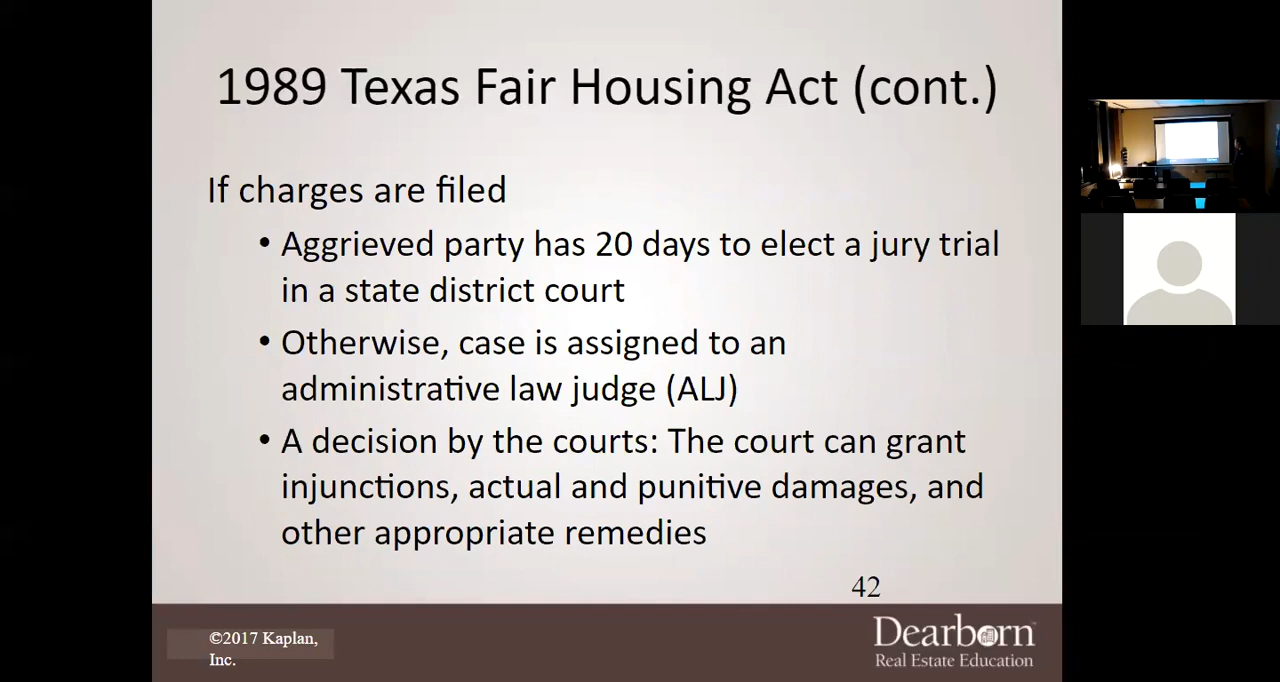 1989 Texas Fair Housing Act (cont.)
If charges are filed
• Aggrieved party has 20 days to elect a jury trial
in a state district court
• Otherwise, case is assigned to an
administrative law judge (ALJ)
• A decision by the courts: The court can grant
injunctions, actual and punitive damages, and
other appropriate remedies
42
©2017 Kaplan,
Inc.
Dearborn™
Real Estate Education